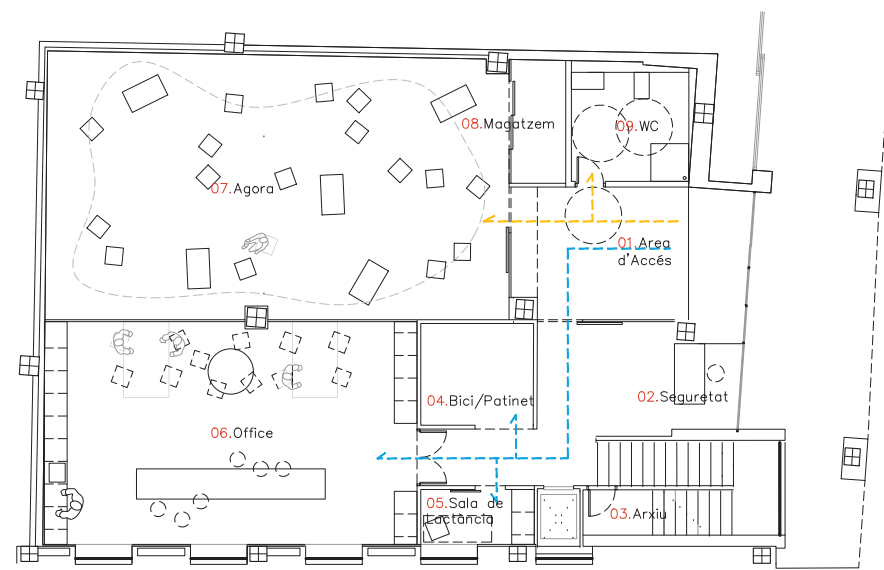 08.Magatzem
09.WC
07.Agora
01.Area
d'Accés
04.Bici/Patinet
02.Seguretat
06.Office
05.Sala de
Lactància
03.Arxiu